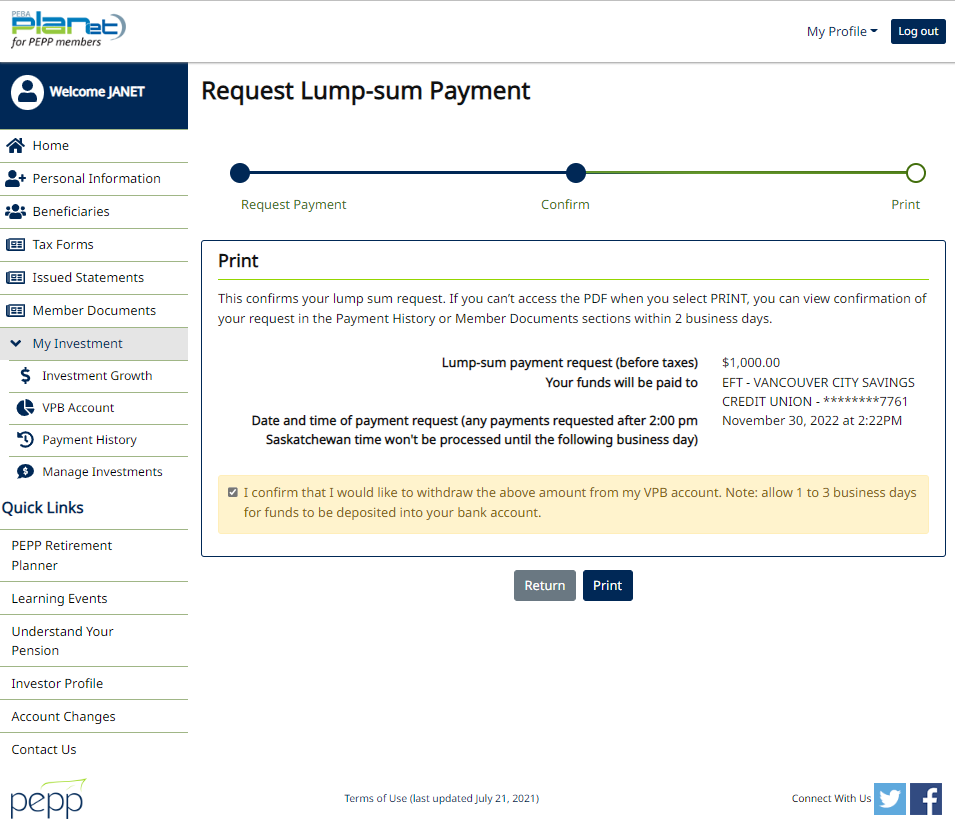 PEBA
planet
for PEPP members
My Profile
Log out
Welcome JANET
Home
Personal Information
Beneficiaries
Tax Forms
Issued Statements
Member Documents
My Investment
Investment Growth
VPB Account
Payment History
Manage Investments
Quick Links
PEPP Retirement
Planner
Learning Events
Understand Your
Pension
Investor Profile
Account Changes
Contact Us
Request Lump-sum Payment
Request Payment
Confirm
Print
Print
This confirms your lump sum request. If you can’t access the PDF when you select PRINT, you can view confirmation of
your request in the Payment History or Member Documents sections within 2 business days.
Lump-sum payment request (before taxes) $1,000.00
Your funds will be paid to EFT - VANCOUVER CITY SAVINGS
CREDIT UNION - ********7761
Date and time of payment request (any payments requested after 2:00 pm November 30, 2022 at 2:22PM
Saskatchewan time won't be processed until the following business day)
I confirm that I would like to withdraw the above amount from my VPB account. Note: allow 1 to 3 business days
for funds to be deposited into your bank account.
Return
Print
pepp
Terms of Use (last updated July 21, 2021)
Connect With Us